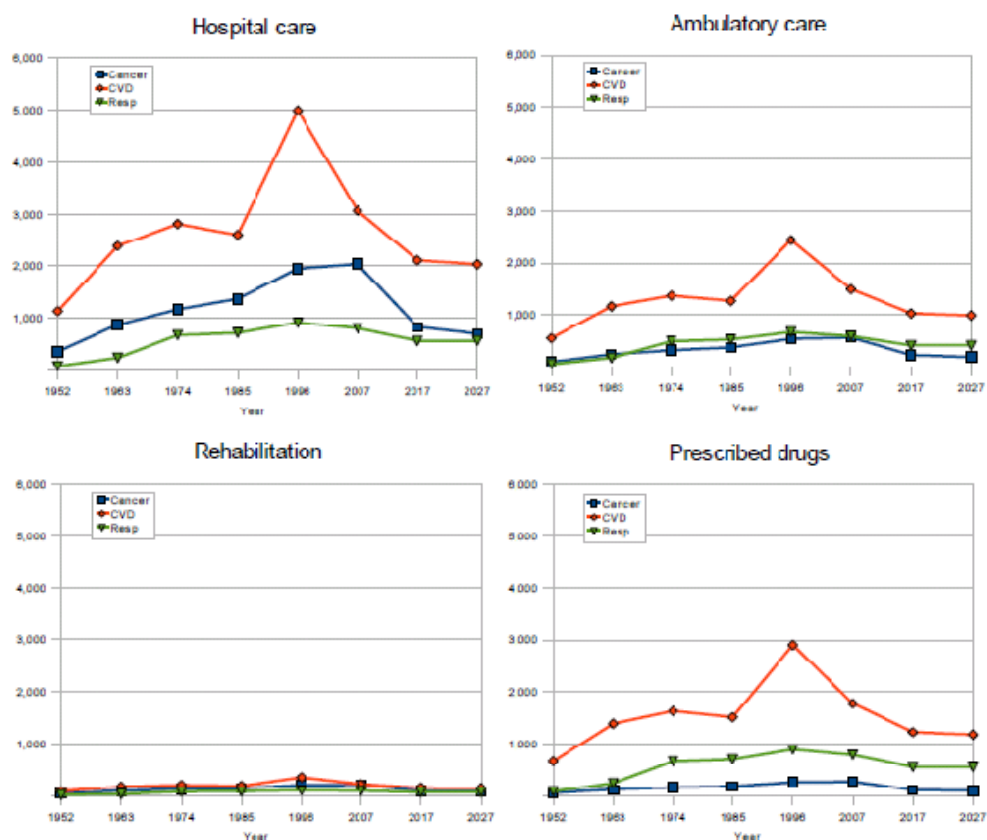 Hospital care
6,000
5,000
4,000
3,000
2,000
1,000
Cancer
CVD
Resp
1952 1963 1974 1985 1996 2007 2017 2027
Year
Ambulatory care
6,000
5,000
4,000
3,000
2,000
1,000
Cancer
CVD
Resp
1952 1963 1974 1985 1996 2007 2017 2027
Year
Rehabilitation
6,000
5,000
4,000
3,000
2,000
1,000
Cancer
CVD
Resp
1952 1963 1974 1985 1996 2007 2017 2027
Year
Prescribed drugs
6,000
5,000
4,000
3,000
2,000
1,000
Cancer
CVD
Resp
1952 1963 1974 1985 1996 2007 2017 2027
Year